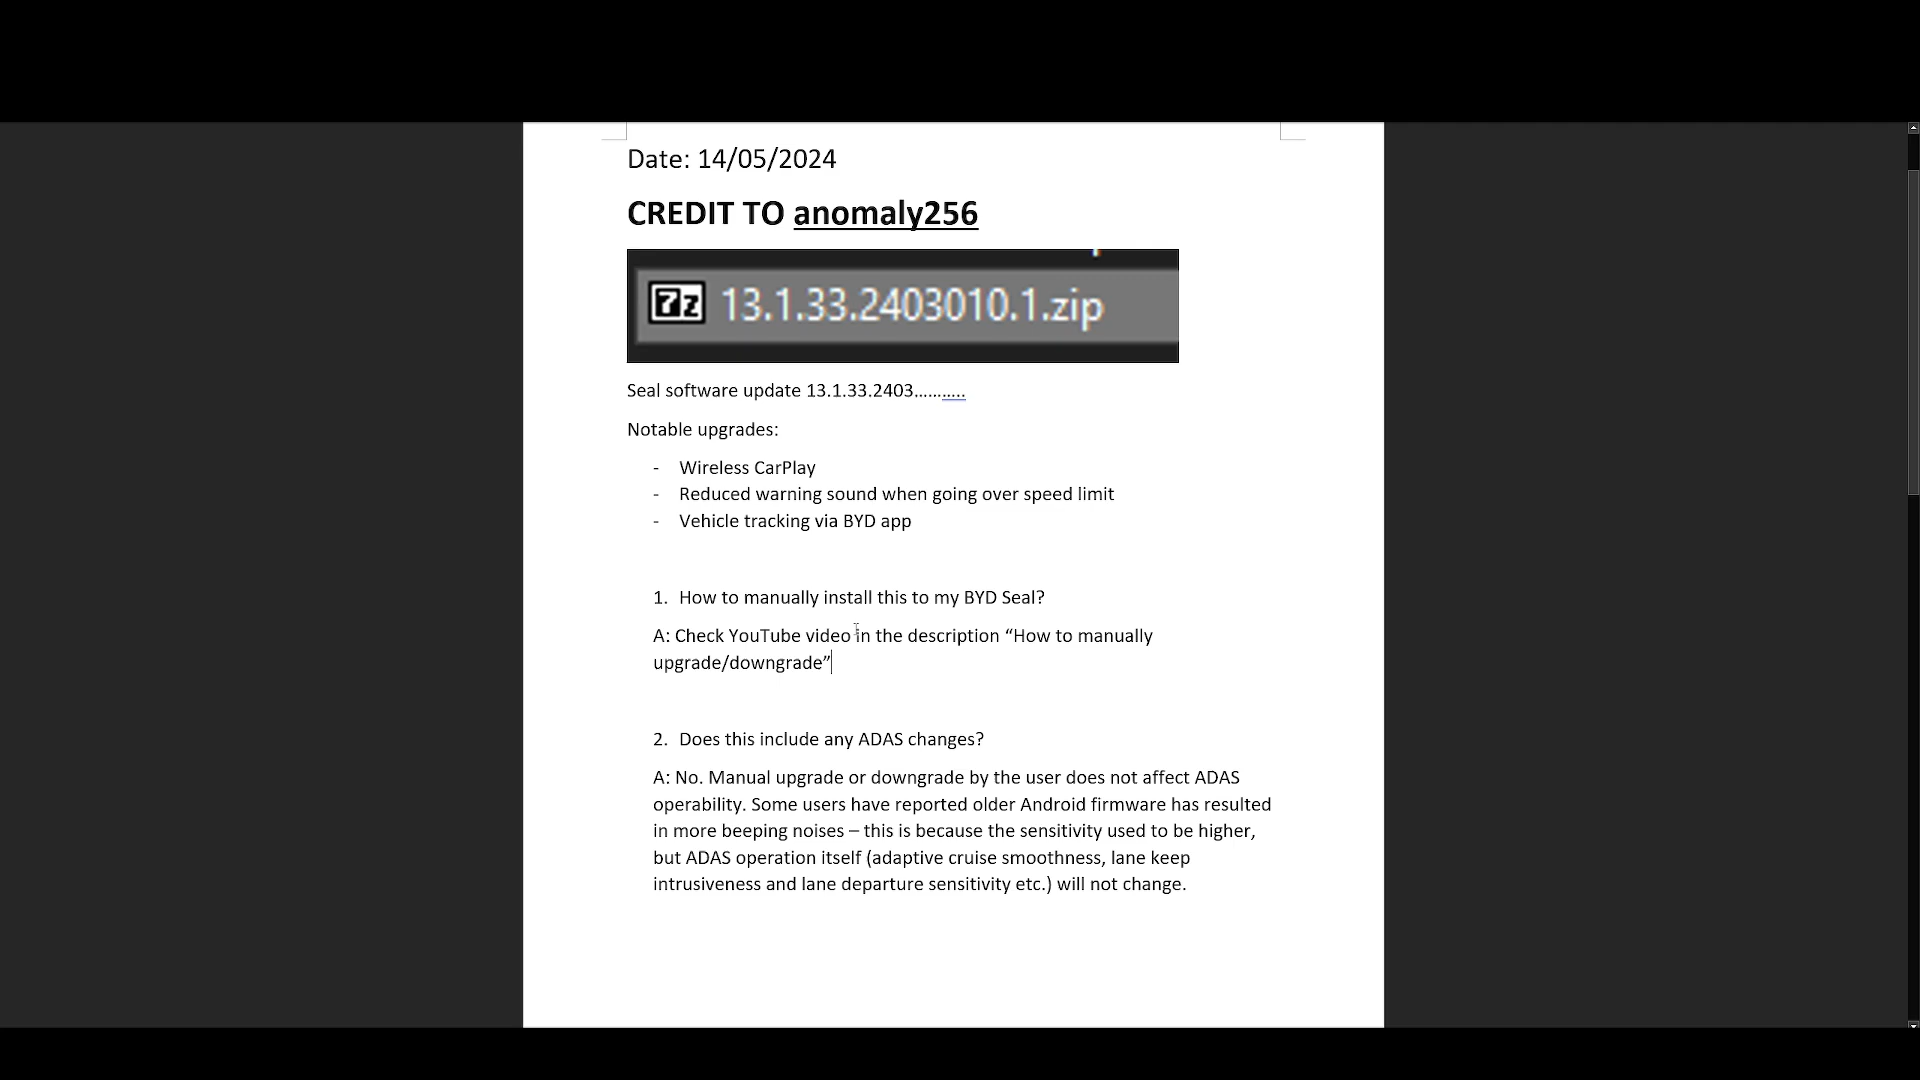 Date: 14/05/2024
CREDIT TO anomaly256
7z 13.1.33.2403010.1.zip
Seal software update 13.1.33.2403...........
Notable upgrades:
- Wireless CarPlay
- Reduced warning sound when going over speed limit
- Vehicle tracking via BYD app
1. How to manually install this to my BYD Seal?
A: Check YouTube video in the description “How to manually
upgrade/downgrade”
2. Does this include any ADAS changes?
A: No. Manual upgrade or downgrade by the user does not affect ADAS
operability. Some users have reported older Android firmware has resulted
in more beeping noises – this is because the sensitivity used to be higher,
but ADAS operation itself (adaptive cruise smoothness, lane keep
intrusiveness and lane departure sensitivity etc.) will not change.